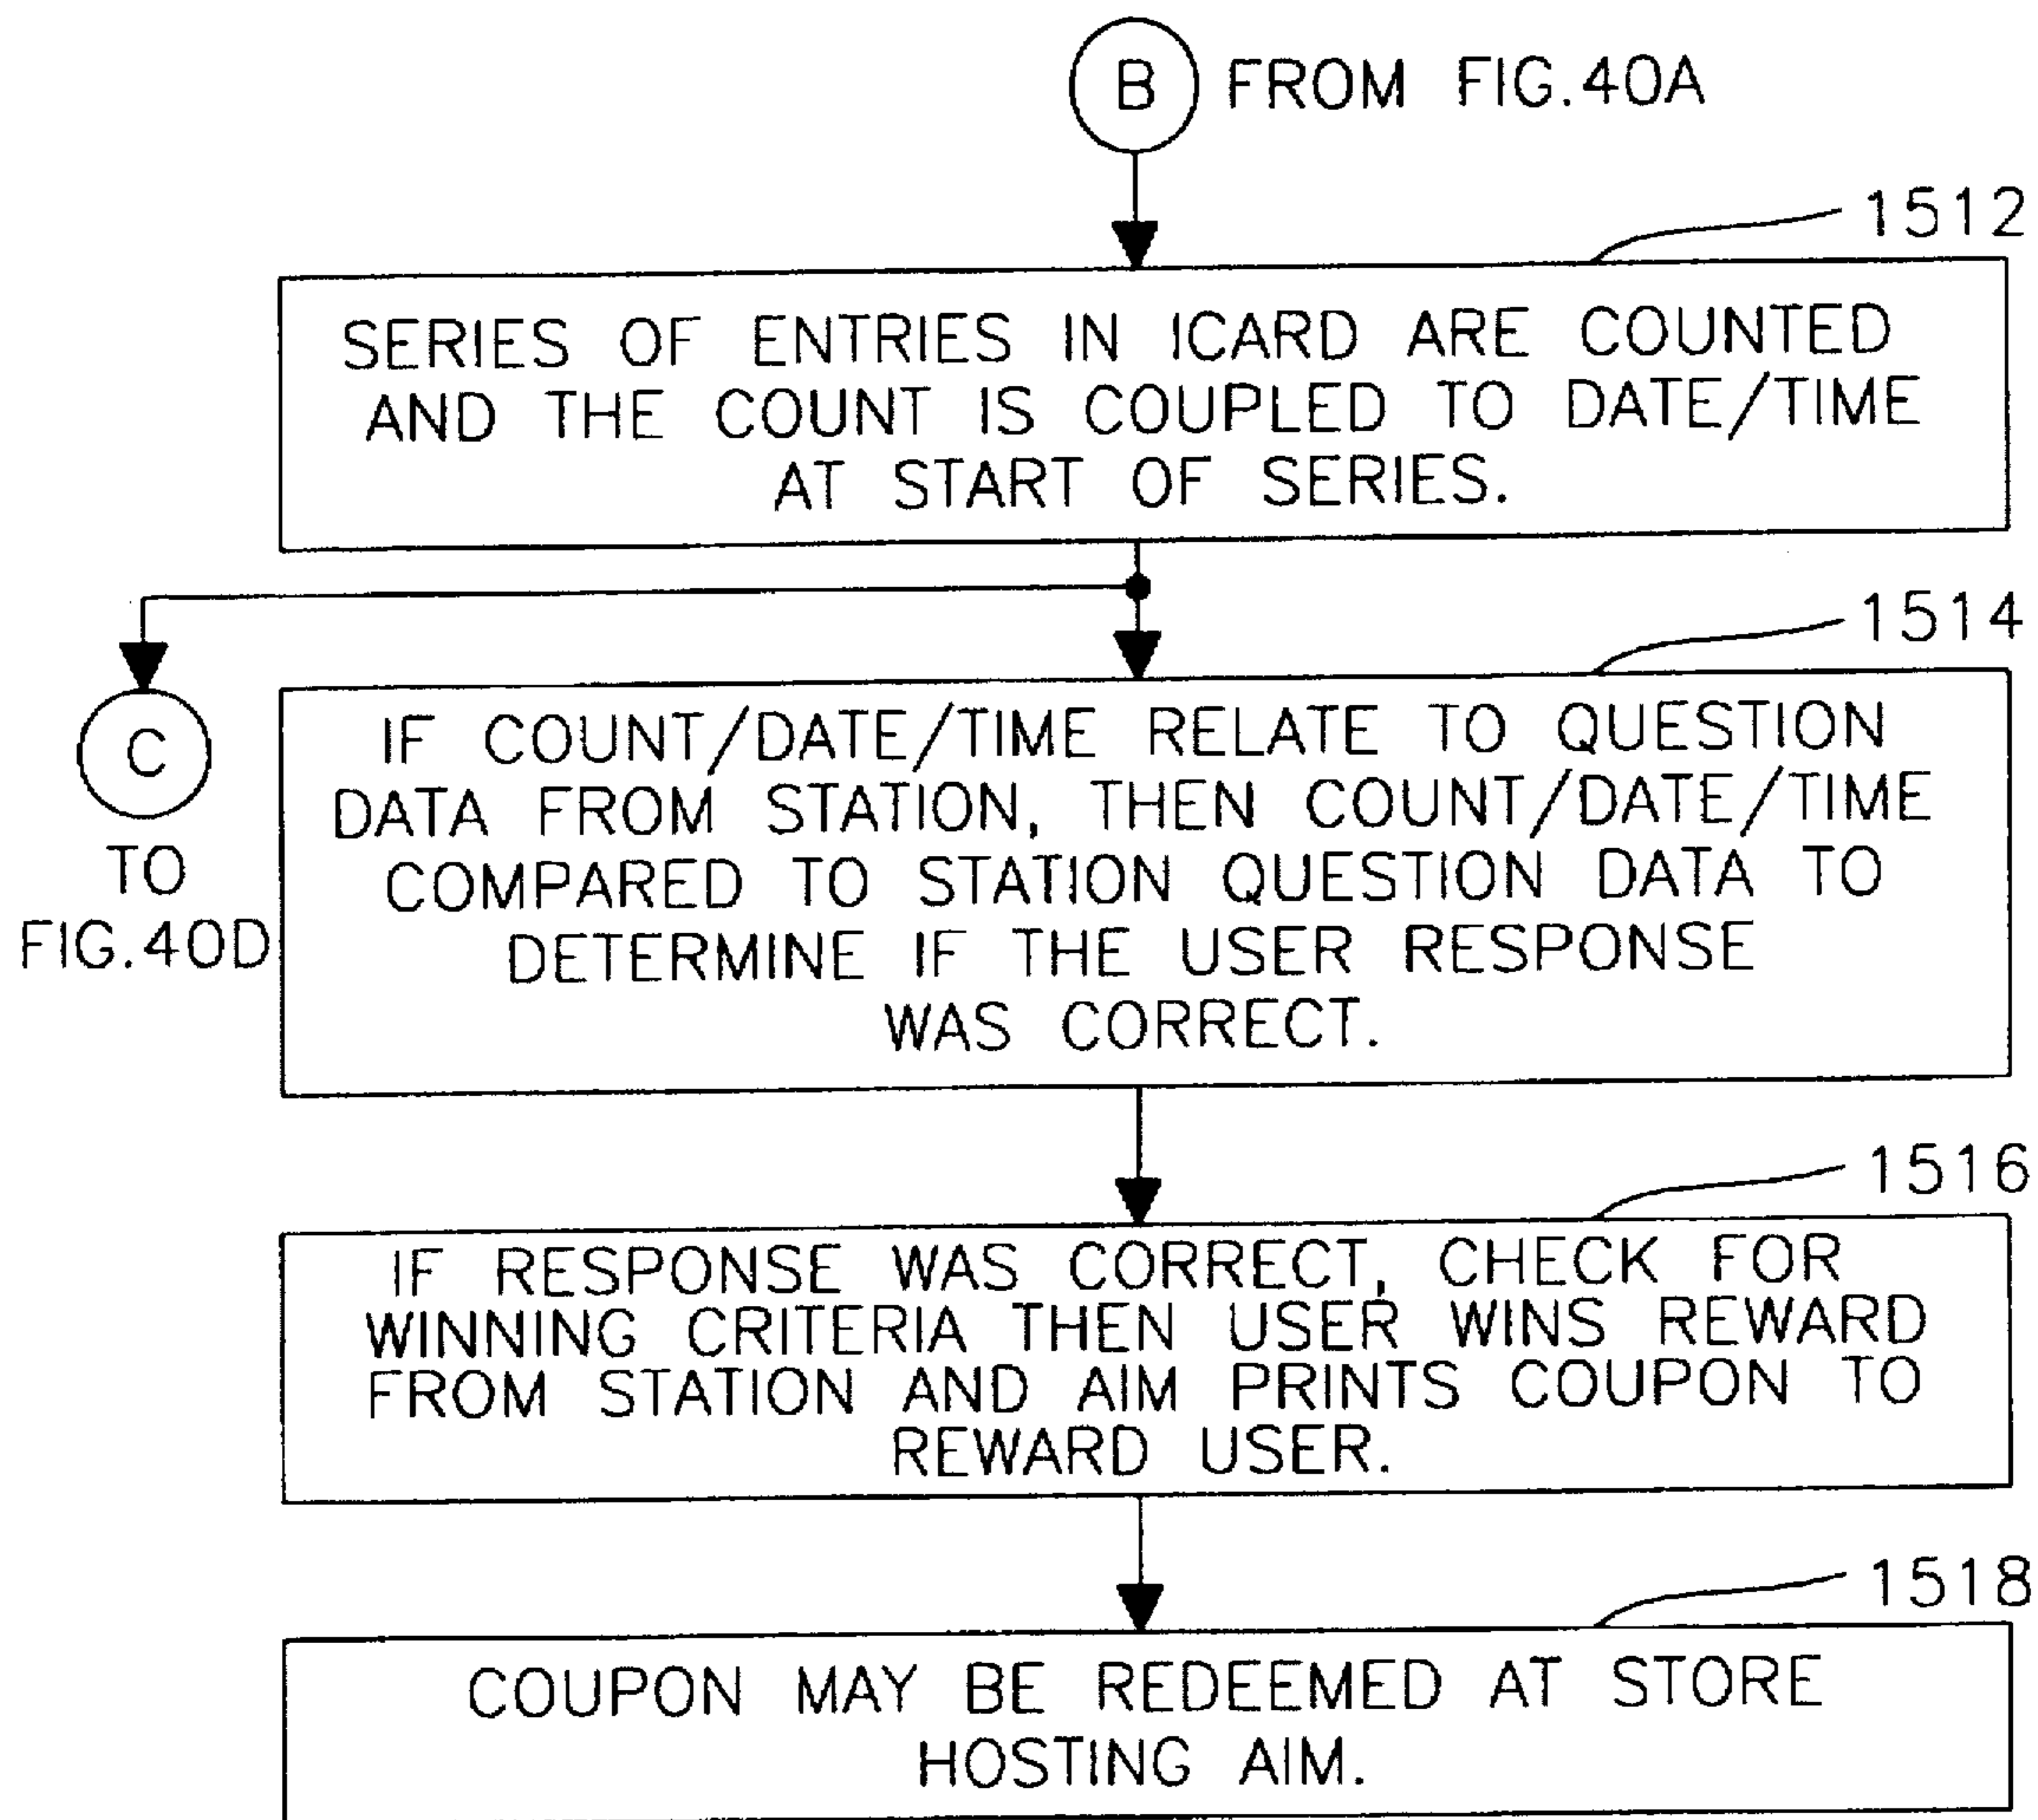 B FROM FIG.40A
1512
SERIES OF ENTRIES IN ICARD ARE COUNTED
AND THE COUNT IS COUPLED TO DATE/TIME
AT START OF SERIES.
C
TO
FIG.40D
1514
IF COUNT/DATE/TIME RELATE TO QUESTION
DATA FROM STATION, THEN COUNT/DATE/TIME
COMPARED TO STATION QUESTION DATA TO
DETERMINE IF THE USER RESPONSE
WAS CORRECT.
1516
IF RESPONSE WAS CORRECT, CHECK FOR
WINNING CRITERIA THEN USER WINS REWARD
FROM STATION AND AIM PRINTS COUPON TO
REWARD USER.
1518
COUPON MAY BE REDEEMED AT STORE
HOSTING AIM.